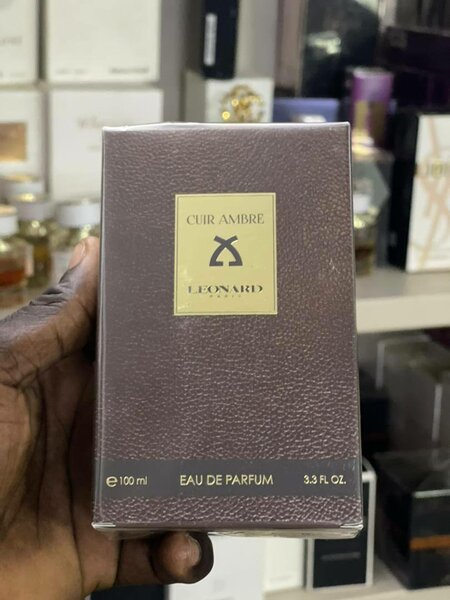 CUIR AMBRE
LEONARD
PARIS
℮ 100 ml EAU DE PARFUM 3.3 FL OZ.